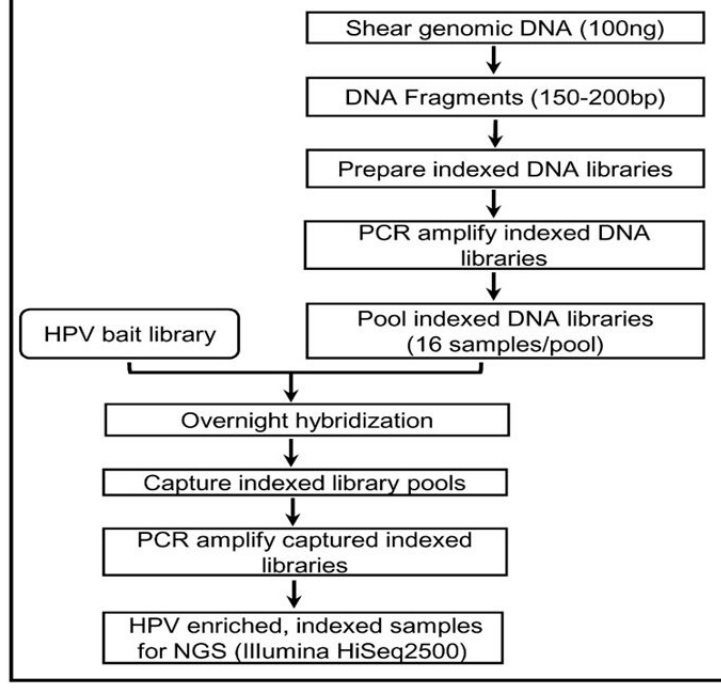 Shear genomic DNA (100ng)
DNA Fragments (150-200bp)
Prepare indexed DNA libraries
PCR amplify indexed DNA
libraries
HPV bait library
Pool indexed DNA libraries
(16 samples/pool)
Overnight hybridization
Capture indexed library pools
PCR amplify captured indexed
libraries
HPV enriched, indexed samples
for NGS (Illumina HiSeq2500)